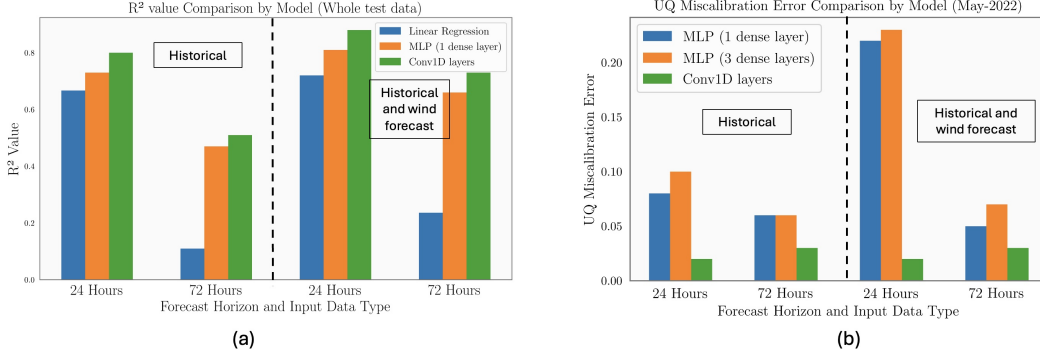 R² value Comparison by Model (Whole test data)
Linear Regression
MLP (1 dense layer)
Conv1D layers
Historical
Historical
and wind
forecast
R² Value
0.8
0.6
0.4
0.2
0.0
24 Hours
72 Hours
24 Hours
72 Hours
Forecast Horizon and Input Data Type
(a)
UQ Miscalibration Error Comparison by Model (May-2022)
MLP (1 dense layer)
MLP (3 dense layers)
Conv1D layers
Historical
Historical and
wind forecast
UQ Miscalibration Error
0.20
0.15
0.10
0.05
0.00
24 Hours
72 Hours
24 Hours
72 Hours
Forecast Horizon and Input Data Type
(b)